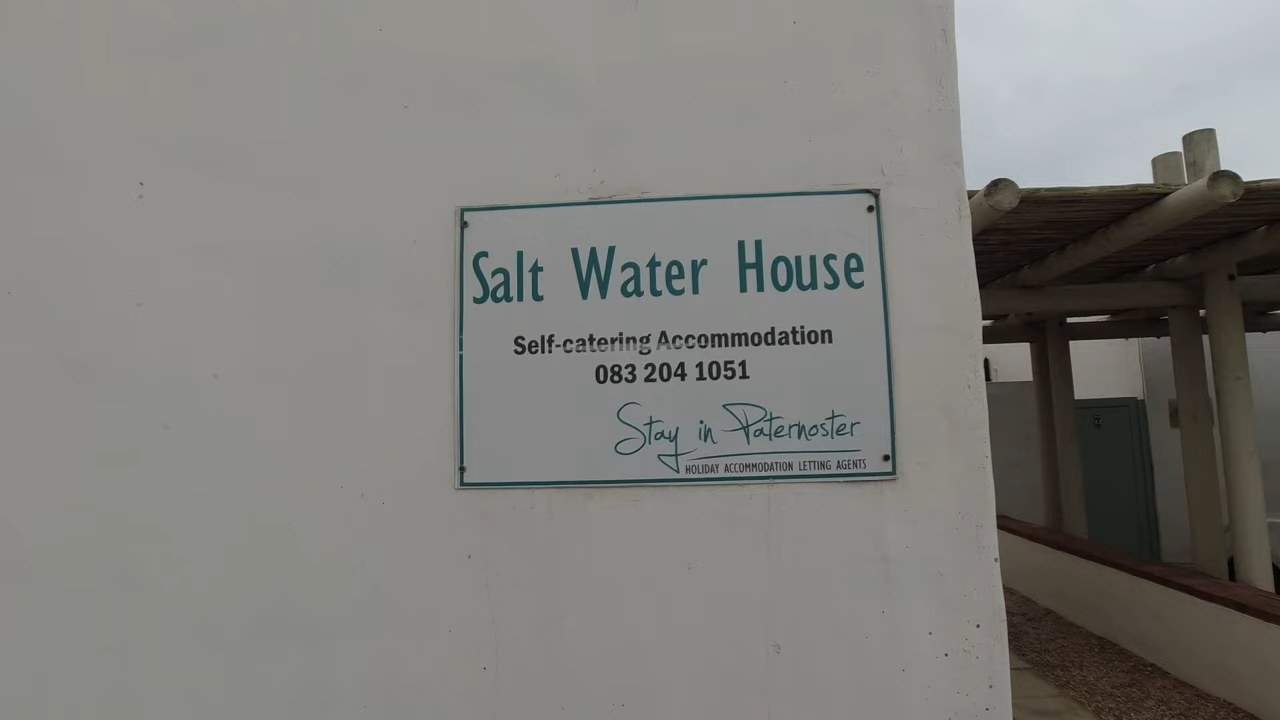 Salt Water House
Self-catering Accommodation
083 204 1051
Stay in Paternoster
HOLIDAY ACCOMMODATION LETTING AGENTS